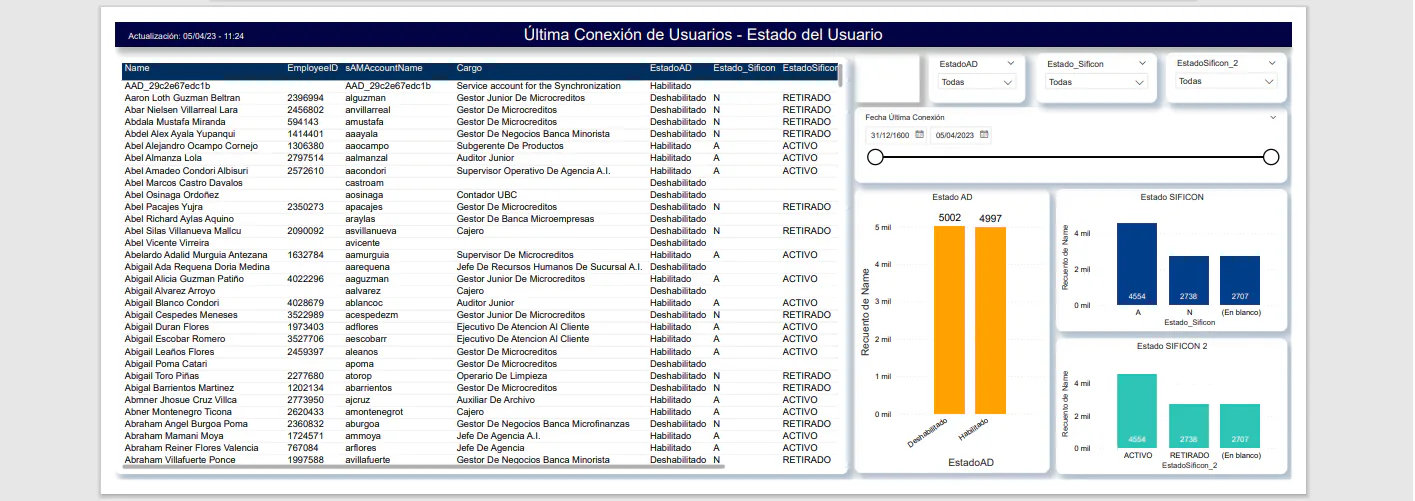 Actualización: 05/04/23 - 11:24
Última Conexión de Usuarios - Estado del Usuario
Name EmployeeID sAMAccountName Cargo EstadoAD Estado_Sificon EstadoSificon
AAD_29c2e67edc1b AAD_29c2e67edc1b Service account for the Synchronization Habilitado
Aaron Loth Guzman Beltran 2396994 alguzman Gestor Junior De Microcreditos Deshabilitado N RETIRADO
Abar Nielsen Villarreal Lara 2456802 anvillarreal Gestor De Microcreditos Deshabilitado N RETIRADO
Abdala Mustafa Miranda 594143 amustafa Gestor De Microcreditos Deshabilitado N RETIRADO
Abdel Alex Ayala Yupanqui 1414401 aaayala Gestor De Negocios Banca Minorista Deshabilitado N RETIRADO
Abel Alejandro Ocampo Cornejo 1306380 aaocampo Subgerente De Productos Habilitado A ACTIVO
Abel Almanza Lola 2797514 aalmanzal Auditor Junior Habilitado A ACTIVO
Abel Amadeo Condori Albisuri 2572610 aacondori Supervisor Operativo De Agencia A.I. Habilitado A ACTIVO
Abel Marcos Castro Davalos castroam Deshabilitado
Abel Osinaga Ordoñez aosinaga Contador UBC Deshabilitado
Abel Pacajes Yujra 2350273 apacajes Gestor De Microcreditos Deshabilitado N RETIRADO
Abel Richard Aylas Aquino araylas Gestor De Banca Microempresas Deshabilitado
Abel Silas Villanueva Mallcu 2090092 asvillanueva Cajero Deshabilitado N RETIRADO
Abel Vicente Virreira avicente Deshabilitado
Abelardo Adalid Murguia Antezana 1632784 aamurguia Supervisor De Microcreditos Habilitado A ACTIVO
Abigail Ada Requena Doria Medina aarequena Jefe De Recursos Humanos De Sucursal A.I. Deshabilitado
Abigail Alicia Guzman Patiño 4022296 aaguzman Gestor De Microcreditos Habilitado A ACTIVO
Abigail Alvarez Arroyo aalvarez Cajero Deshabilitado
Abigail Blanco Condori 4028679 ablancoc Auditor Junior Habilitado A ACTIVO
Abigail Cespedes Meneses 3522989 acespedezm Gestor Junior De Microcreditos Deshabilitado N RETIRADO
Abigail Duran Flores 1973403 adflores Ejecutivo De Atencion Al Cliente Habilitado A ACTIVO
Abigail Escobar Romero 3527706 aescobarr Ejecutivo De Atencion Al Cliente Habilitado A ACTIVO
Abigail Leaños Flores 2459397 aleanos Gestor De Microcreditos Habilitado A ACTIVO
Abigail Poma Catari apoma Gestor De Microcreditos Deshabilitado
Abigail Toro Piñas 2277680 atorop Operario De Limpieza Deshabilitado N RETIRADO
Abigal Barrientos Martinez 1202134 abarrientos Gestor De Microcreditos Deshabilitado N RETIRADO
Abmner Jhosue Cruz Villca 2773950 ajcruz Auxiliar De Archivo Habilitado A ACTIVO
Abner Montenegro Ticona 2620433 amontenegrot Cajero Habilitado A ACTIVO
Abraham Angel Burgoa Poma 2360832 aburgoa Gestor De Negocios Banca Microfinanzas Deshabilitado N RETIRADO
Abraham Mamani Moya 1724571 ammoya Jefe De Agencia A.I. Habilitado A ACTIVO
Abraham Reiner Flores Valencia 767084 arflores Jefe De Agencia Habilitado A ACTIVO
Abraham Villafuerte Ponce 1997588 avillafuerte Gestor De Negocios Banca Minorista Deshabilitado N RETIRADO
EstadoAD Estado_Sificon EstadoSificon_2
Todas Todas Todas
Fecha Última Conexión
31/12/1600 05/04/2023
Estado AD
5002 4997
5 mil
4 mil
3 mil
2 mil
1 mil
0 mil
Recuento de Name
Deshabilitado Habilitado
EstadoAD
Estado SIFICON
4 mil
2 mil
0 mil
Recuento de Name
4554 2738 2707
A N (En blanco)
Estado_Sificon
Estado SIFICON 2
4 mil
2 mil
0 mil
Recuento de Name
4554 2738 2707
ACTIVO RETIRADO (En blanco)
EstadoSificon_2